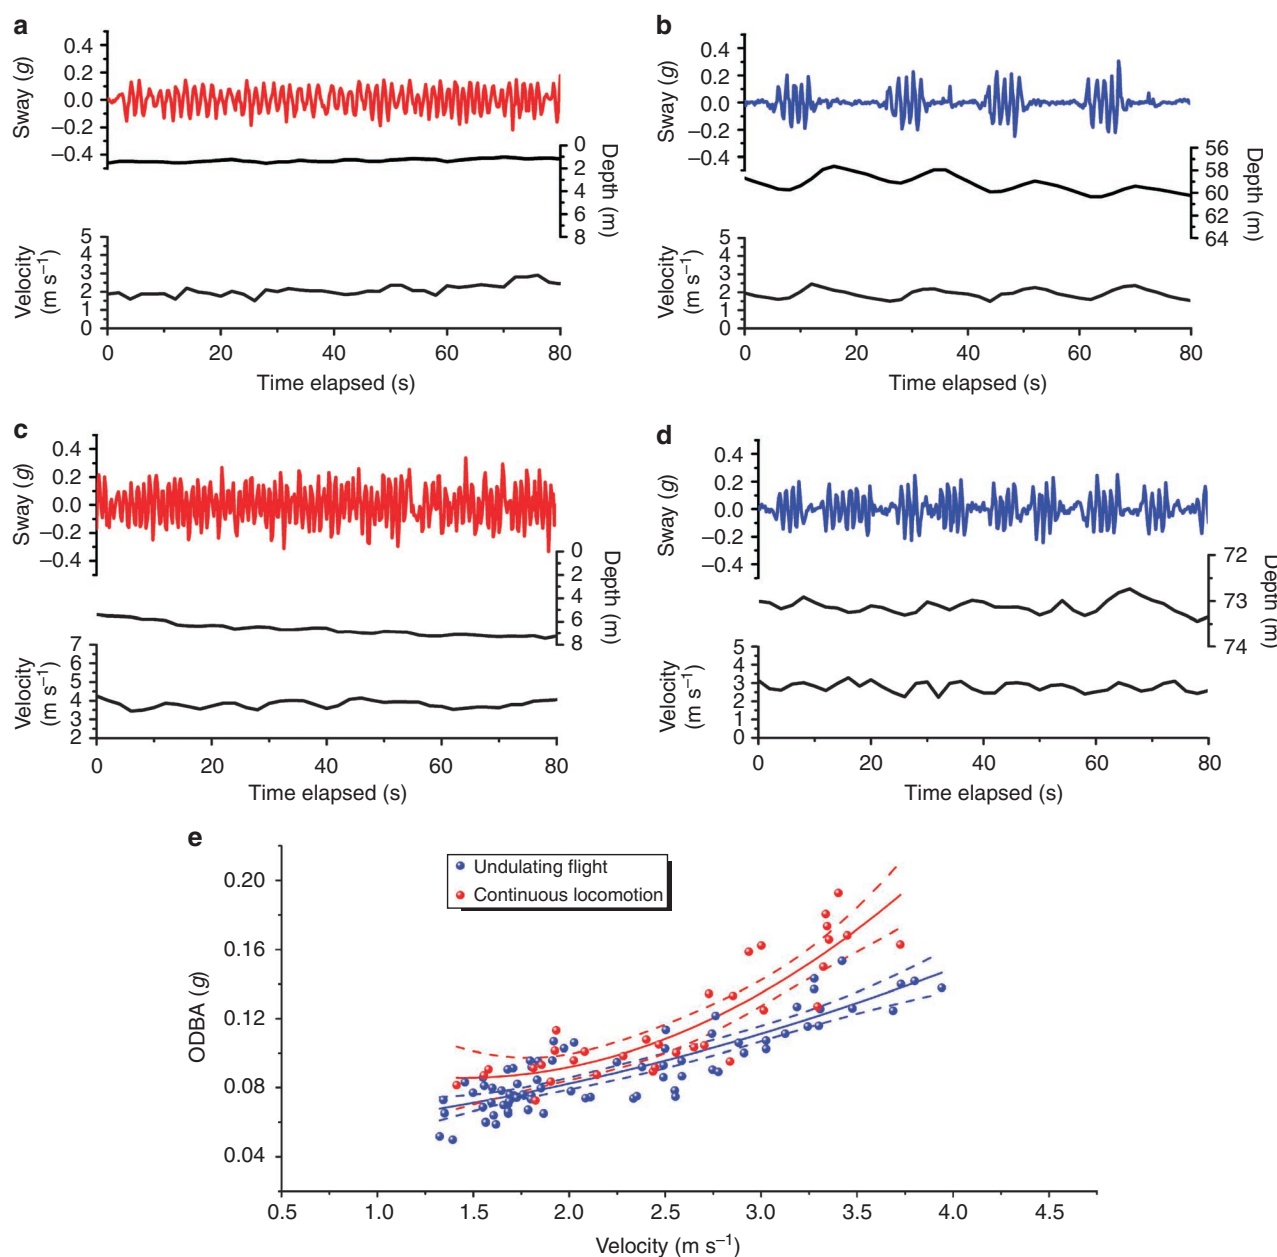 a
Sway (g)
0.4
0.2
0.0
−0.2
−0.4
0
2
4
6
8
Depth (m)
Velocity
(m s−1)
5
4
3
2
1
0
0 20 40 60 80
Time elapsed (s)
b
Sway (g)
0.4
0.2
0.0
−0.2
−0.4
56
58
60
62
64
Depth (m)
Velocity
(m s−1)
5
4
3
2
1
0
0 20 40 60 80
Time elapsed (s)
c
Sway (g)
0.4
0.2
0.0
−0.2
−0.4
0
2
4
6
8
Depth (m)
Velocity
(m s−1)
7
6
5
4
3
2
0 20 40 60 80
Time elapsed (s)
d
Sway (g)
0.4
0.2
0.0
−0.2
−0.4
72
73
74
Depth (m)
Velocity
(m s−1)
5
4
3
2
1
0
0 20 40 60 80
Time elapsed (s)
e
Undulating flight
Continuous locomotion
ODBA (g)
0.20
0.16
0.12
0.08
0.04
0.5 1.0 1.5 2.0 2.5 3.0 3.5 4.0 4.5
Velocity (m s−1)